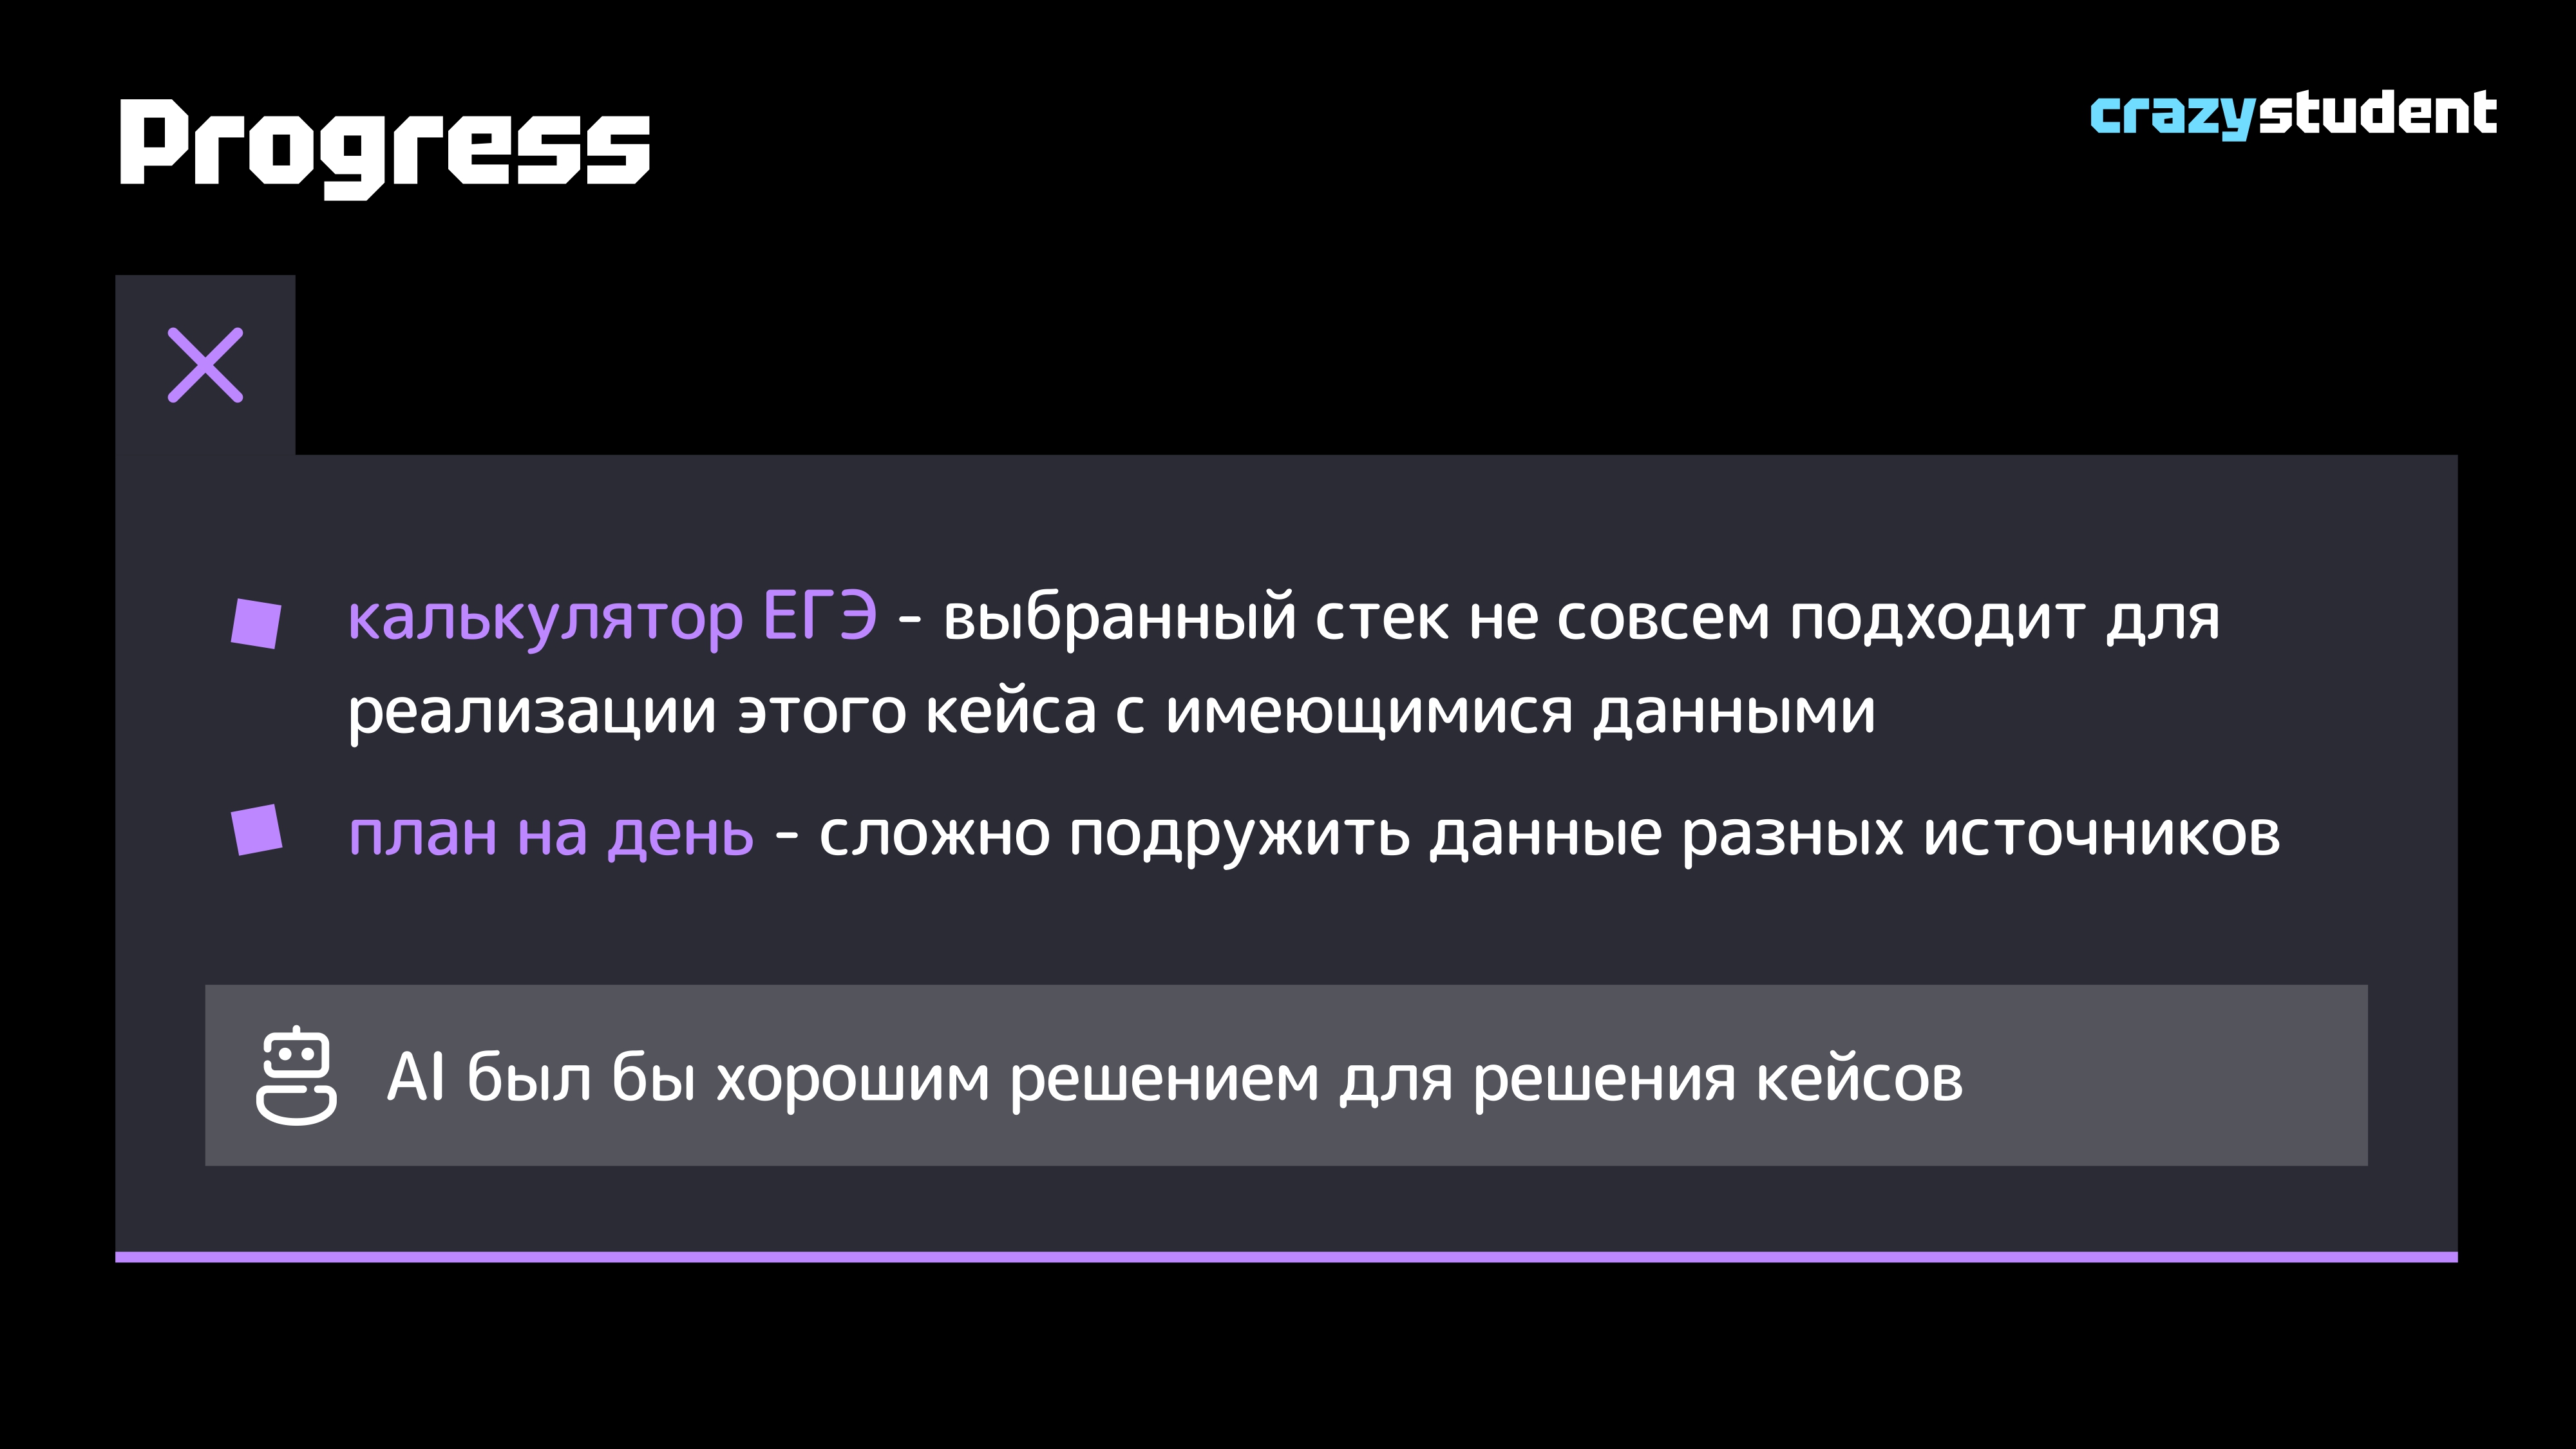 Progress
crazystudent
калькулятор ЕГЭ - выбранный стек не совсем подходит для
реализации этого кейса с имеющимися данными
план на день - сложно подружить данные разных источников
AI был бы хорошим решением для решения кейсов